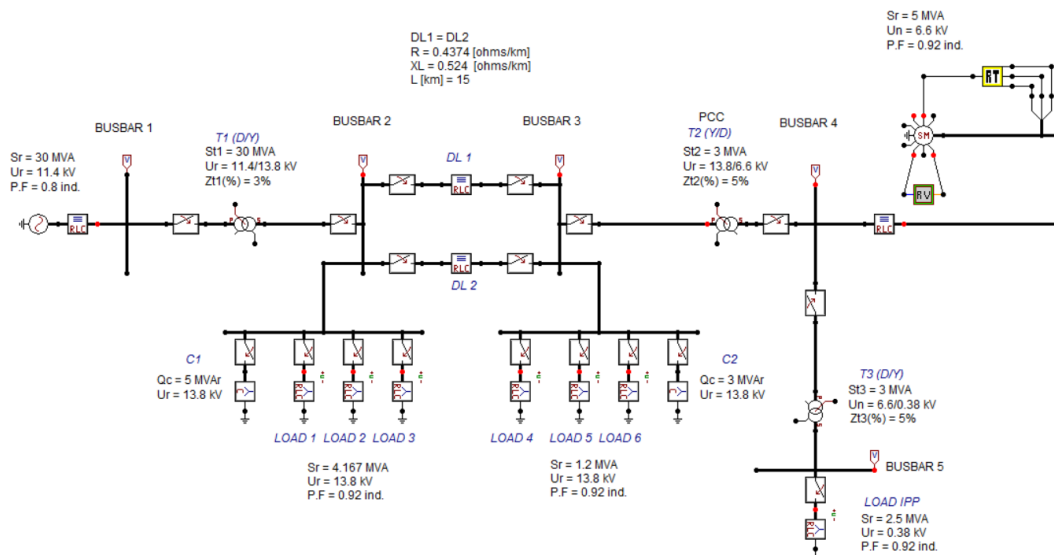 DL1 = DL2
R = 0.4374 [ohms/km]
XL = 0.524 [ohms/km]
L [km] = 15
Sr = 5 MVA
Un = 6.6 kV
P.F = 0.92 ind.
RT
SM
RV
BUSBAR 1
T1 (D/Y)
St1 = 30 MVA
Ur = 11.4/13.8 kV
Zt1(%) = 3%
BUSBAR 2
BUSBAR 3
PCC
T2 (Y/D)
St2 = 3 MVA
Ur = 13.8/6.6 kV
Zt2(%) = 5%
BUSBAR 4
Sr = 30 MVA
Ur = 11.4 kV
P.F = 0.8 ind.
V
V
V
V
DL 1
RLC
RLC
P
S
P
S
RLC
RLC
DL 2
C1
Qc = 5 MVAr
Ur = 13.8 kV
C
RLC
RLC
RLC
LOAD 1
LOAD 2
LOAD 3
Sr = 4.167 MVA
Ur = 13.8 kV
P.F = 0.92 ind.
RLC
RLC
RLC
C
LOAD 4
LOAD 5
LOAD 6
C2
Qc = 3 MVAr
Ur = 13.8 kV
Sr = 1.2 MVA
Ur = 13.8 kV
P.F = 0.92 ind.
T3 (D/Y)
St3 = 3 MVA
Un = 6.6/0.38 kV
Zt3(%) = 5%
V
BUSBAR 5
RLC
LOAD IPP
Sr = 2.5 MVA
Ur = 0.38 kV
P.F = 0.92 ind.